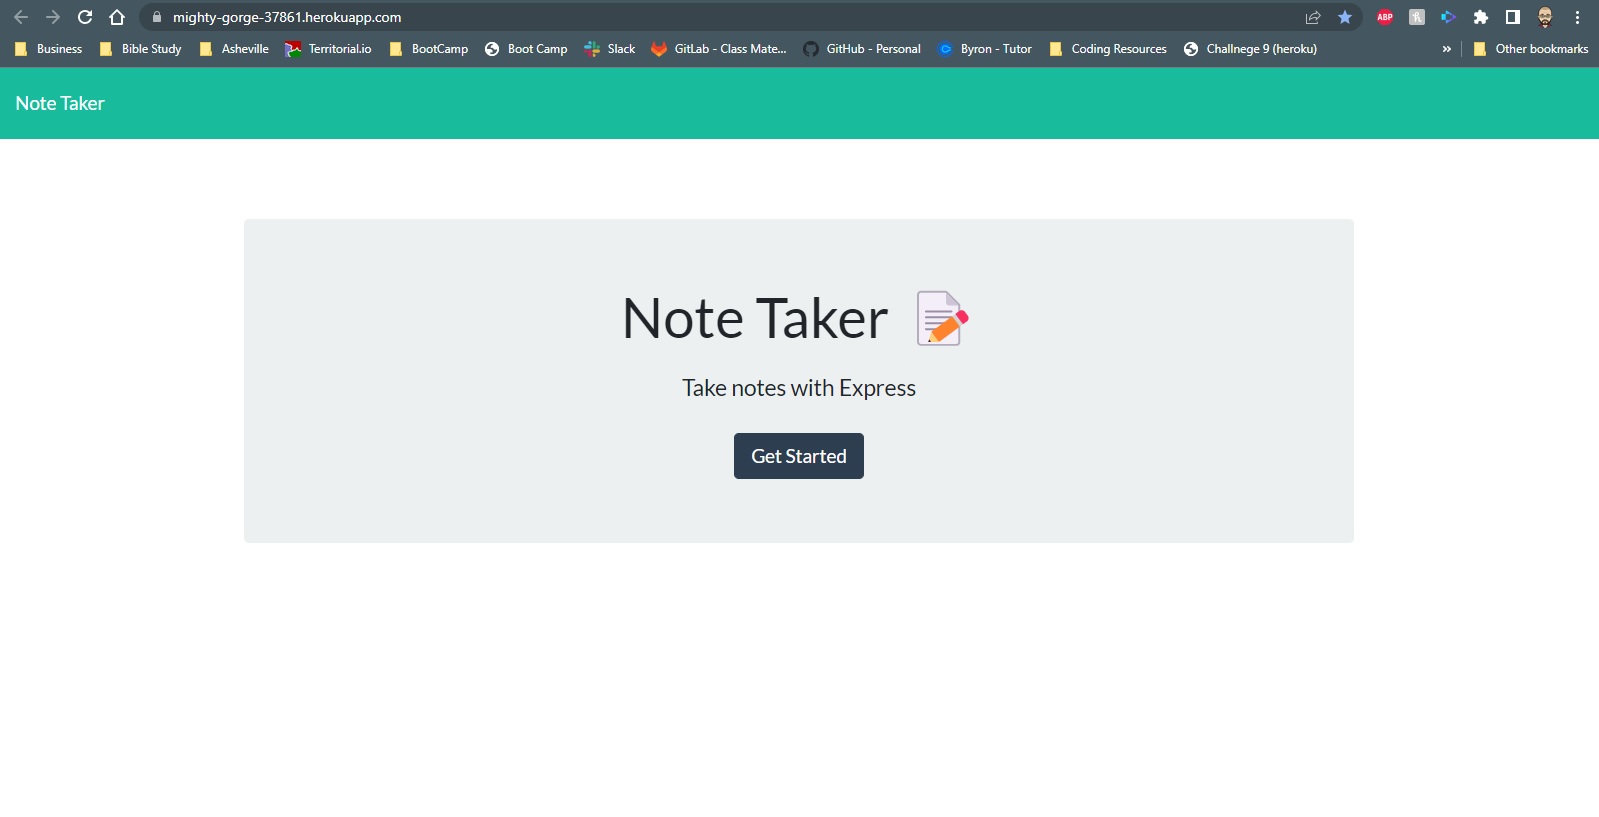 mighty-gorge-37861.herokuapp.com
ABP
Business Bible Study Asheville Territorial.io BootCamp Boot Camp Slack GitLab - Class Mate... GitHub - Personal Byron - Tutor Coding Resources Challnege 9 (heroku) » Other bookmarks
Note Taker
Note Taker
Take notes with Express
Get Started